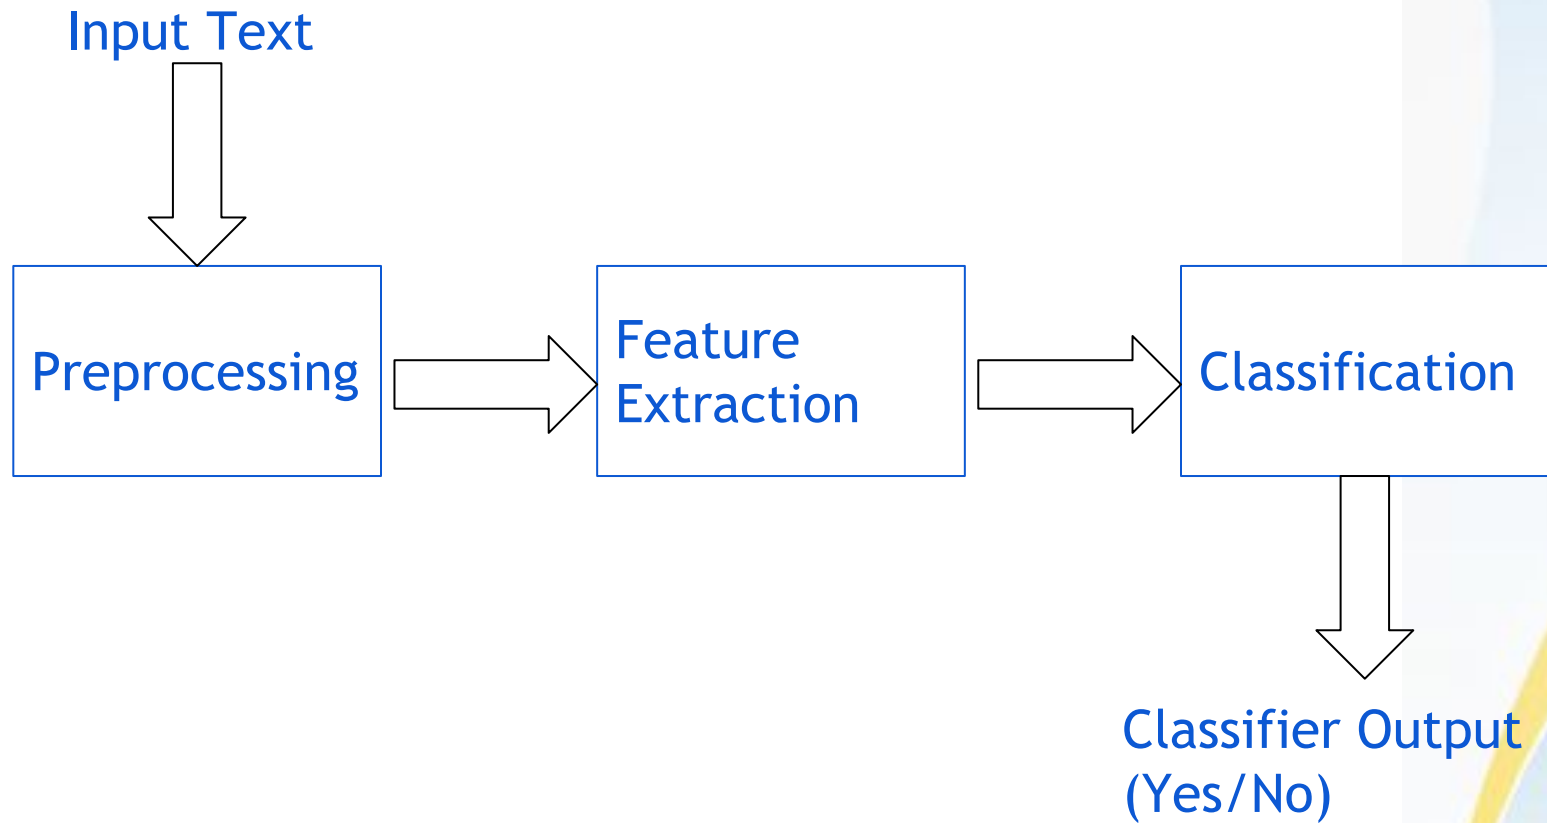 Input Text
Preprocessing
Feature
Extraction
Classification
Classifier Output
(Yes/No)